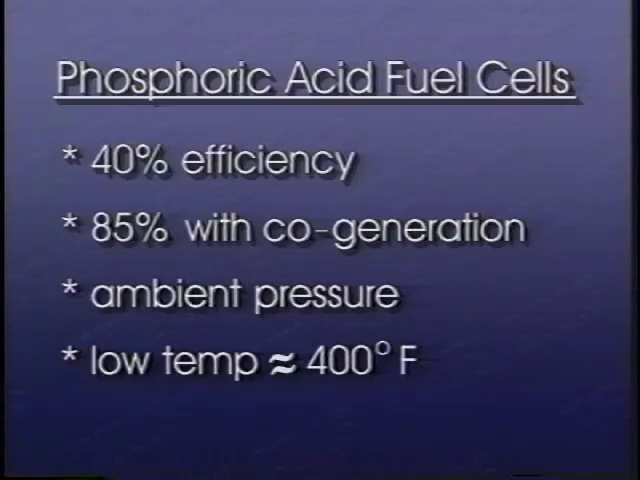 Phosphoric Acid Fuel Cells
* 40% efficiency
* 85% with co-generation
* ambient pressure
* low temp ≈ 400° F